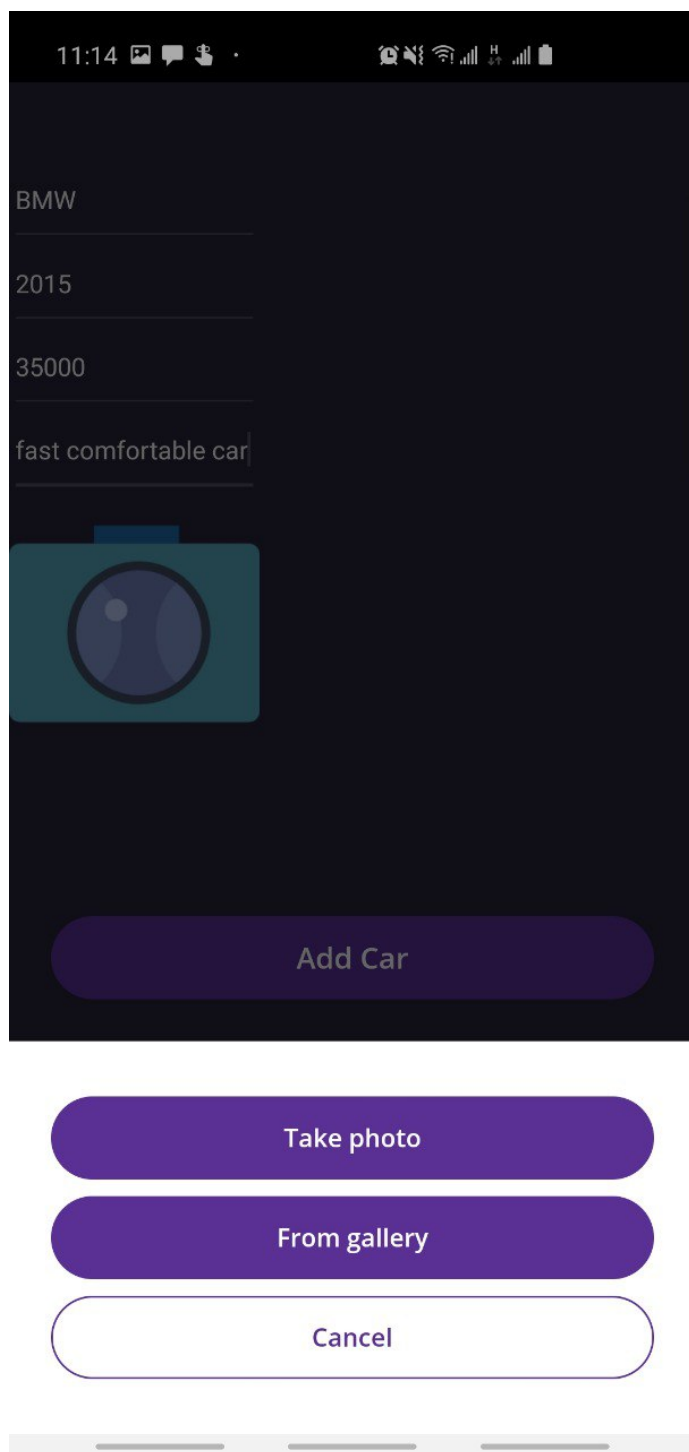 11:14
H
BMW
2015
35000
fast comfortable car
Add Car
Take photo
From gallery
Cancel